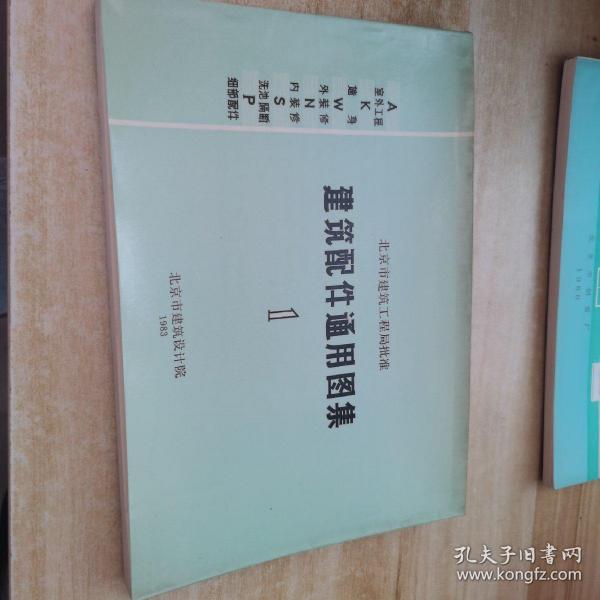 A 室外工程
K 墙身
W 外装修
N 内装修
S 洗池隔断
P 细部配件
北京市建筑工程局批准
建筑配件通用图集
1
北京市建筑设计院
1983
孔夫子旧书网
www.kongfz.com